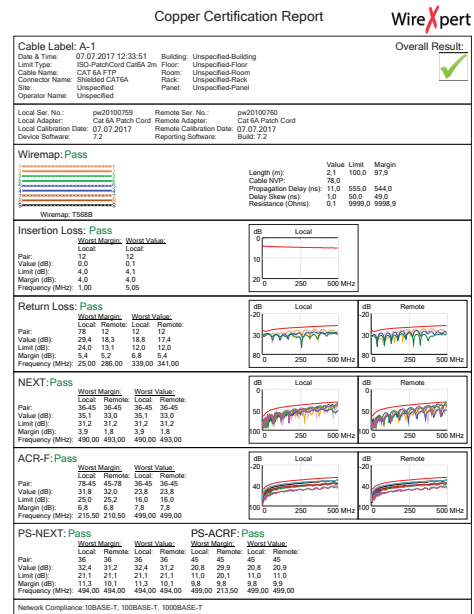 Copper Certification Report
WireXpert
Cable Label: A-1
Overall Result:
Date & Time: 07.07.2017 12:33:51 Building: Unspecified-Building
Limit Type: ISO-PatchCord Cat6A 2m Floor: Unspecified-Floor
Cable Name: CAT 6A FTP Room: Unspecified-Room
Connector Name: Shielded CAT6A Rack: Unspecified-Rack
Site: Unspecified Panel: Unspecified-Panel
Operator Name: Unspecified
Local Ser. No.: pw20100759 Remote Ser. No.: pw20100760
Local Adapter: Cat 6A Patch Cord Remote Adapter: Cat 6A Patch Cord
Local Calibration Date: 07.07.2017 Remote Calibration Date: 07.07.2017
Device Software: 7.2 Reporting Software: Build: 7.2
Wiremap: Pass
Value Limit Margin
Length (m): 2,1 100,0 97,9
Cable NVP: 78,0
Propagation Delay (ns): 11,0 555,0 544,0
Delay Skew (ns): 1,0 50,0 49,0
Resistance (Ohms): 0,1 9999,0 9998,9
Wiremap: T568B
Insertion Loss: Pass
Worst Margin: Worst Value:
Local: Local:
Pair: 12 12
Value (dB): 0,0 0,1
Limit (dB): 4,0 4,1
Margin (dB): 4,0 4,0
Frequency (MHz): 1,00 5,05
dB Local
0
10
20
0 250 500 MHz
Return Loss: Pass
Worst Margin: Worst Value:
Local: Remote: Local: Remote:
Pair: 78 12 12 12
Value (dB): 29,4 18,3 18,8 17,4
Limit (dB): 24,0 13,1 12,0 12,0
Margin (dB): 5,4 5,2 6,8 5,4
Frequency (MHz): 25,00 286,00 339,00 341,00
dB Local
-20
30
80
0 250 500 MHz
dB Remote
-20
30
80
0 250 500 MHz
NEXT: Pass
Worst Margin: Worst Value:
Local: Remote: Local: Remote:
Pair: 36-45 36-45 36-45 36-45
Value (dB): 35,1 33,0 35,1 33,0
Limit (dB): 31,2 31,2 31,2 31,2
Margin (dB): 3,9 1,8 3,9 1,8
Frequency (MHz): 490,00 493,00 490,00 493,00
dB Local
0
50
100
0 250 500 MHz
dB Remote
0
50
100
0 250 500 MHz
ACR-F: Pass
Worst Margin: Worst Value:
Local: Remote: Local: Remote:
Pair: 78-45 45-78 36-45 36-45
Value (dB): 31,8 32,0 23,8 23,8
Limit (dB): 25,0 25,2 16,0 16,0
Margin (dB): 6,8 6,8 7,8 7,8
Frequency (MHz): 215,50 210,50 499,00 499,00
dB Local
-20
40
100
0 250 500 MHz
dB Remote
-20
40
100
0 250 500 MHz
PS-NEXT: Pass PS-ACRF: Pass
Worst Margin: Worst Value: Worst Margin: Worst Value:
Local: Remote: Local: Remote: Local: Remote: Local: Remote:
Pair: 36 36 36 36 45 45 45 45
Value (dB): 32,4 31,2 32,4 31,2 20,8 29,9 20,8 20,9
Limit (dB): 21,1 21,1 21,1 21,1 11,0 20,1 11,0 11,0
Margin (dB): 11,3 10,1 11,3 10,1 9,8 9,8 9,8 9,9
Frequency (MHz): 494,00 494,00 494,00 494,00 499,00 213,50 499,00 499,00
Network Compliance:10BASE-T, 100BASE-T, 1000BASE-T